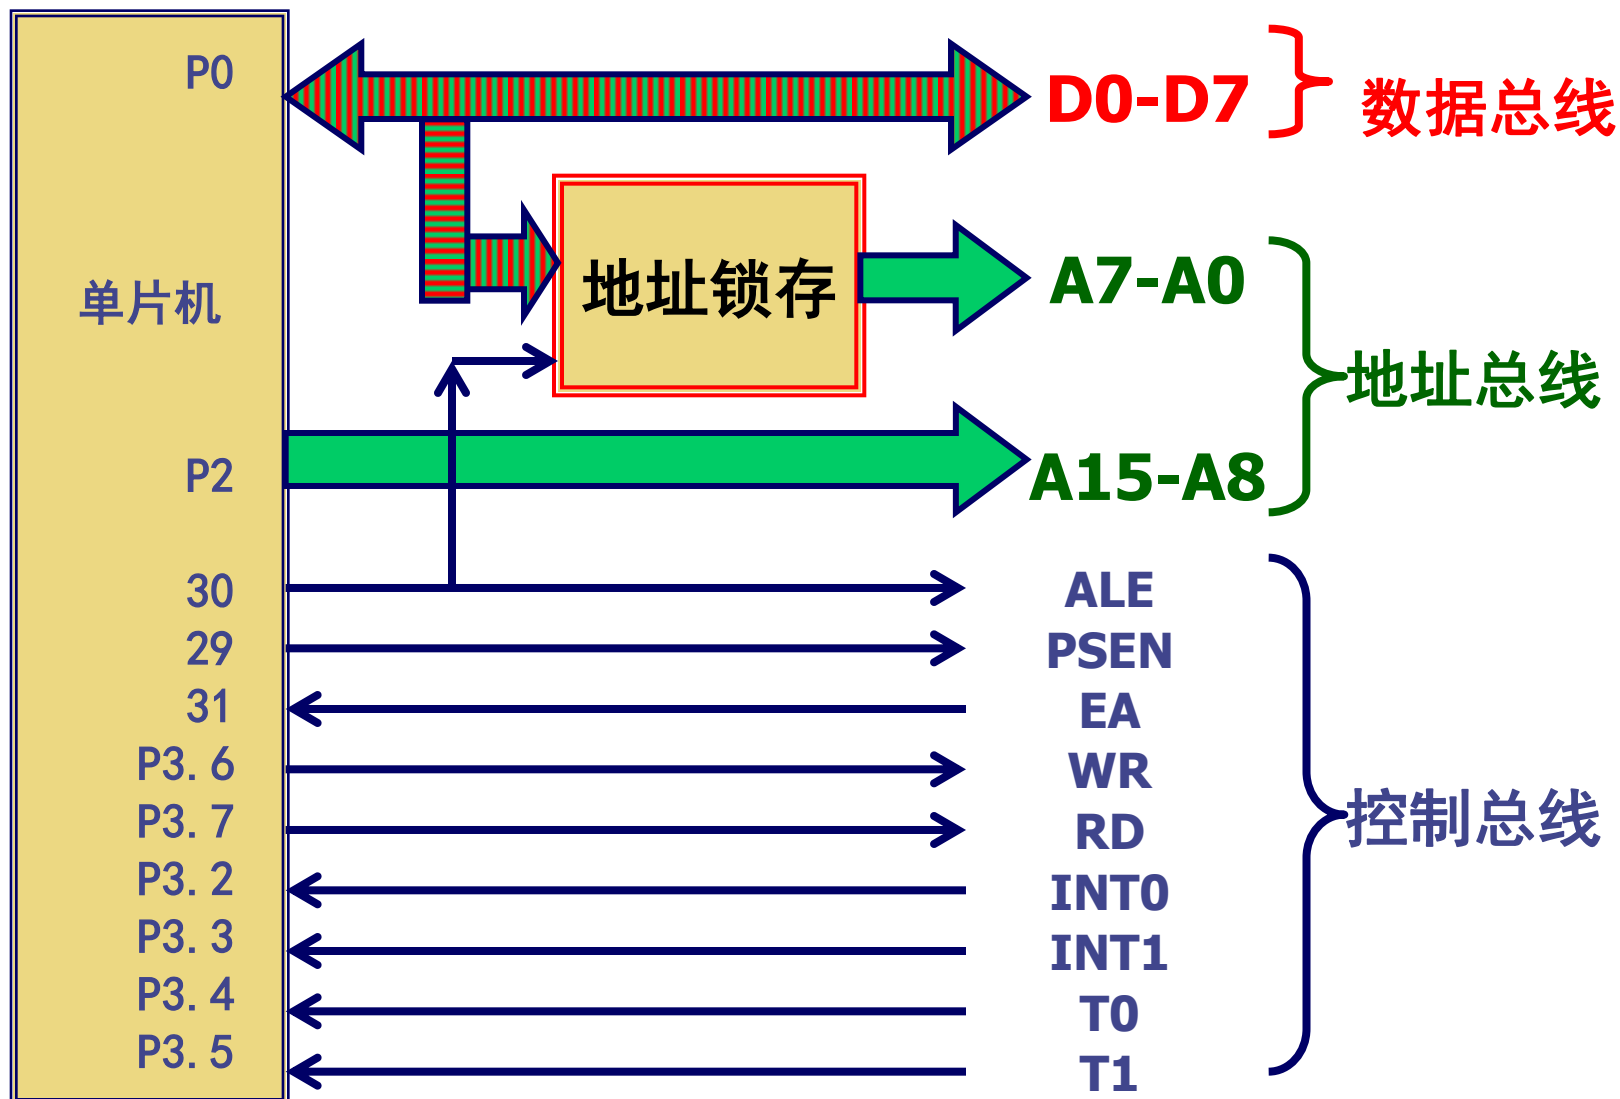 P0
D0-D7
数据总线
单片机
地址锁存
A7-A0
地址总线
P2
A15-A8
30
ALE
29
PSEN
31
EA
P3.6
WR
P3.7
RD
控制总线
P3.2
INT0
P3.3
INT1
P3.4
T0
P3.5
T1